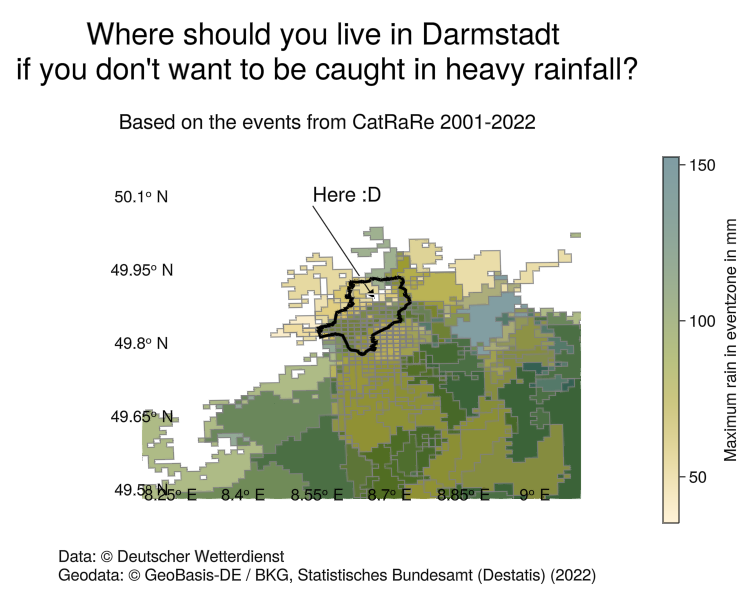 Where should you live in Darmstadt
if you don't want to be caught in heavy rainfall?
Based on the events from CatRaRe 2001-2022
Here :D
50.1° N
49.95° N
49.8° N
49.65° N
49.5° N
8.25° E
8.4° E
8.55° E
8.7° E
8.85° E
9° E
150
100
50
Maximum rain in eventzone in mm
Data: © Deutscher Wetterdienst
Geodata: © GeoBasis-DE / BKG, Statistisches Bundesamt (Destatis) (2022)